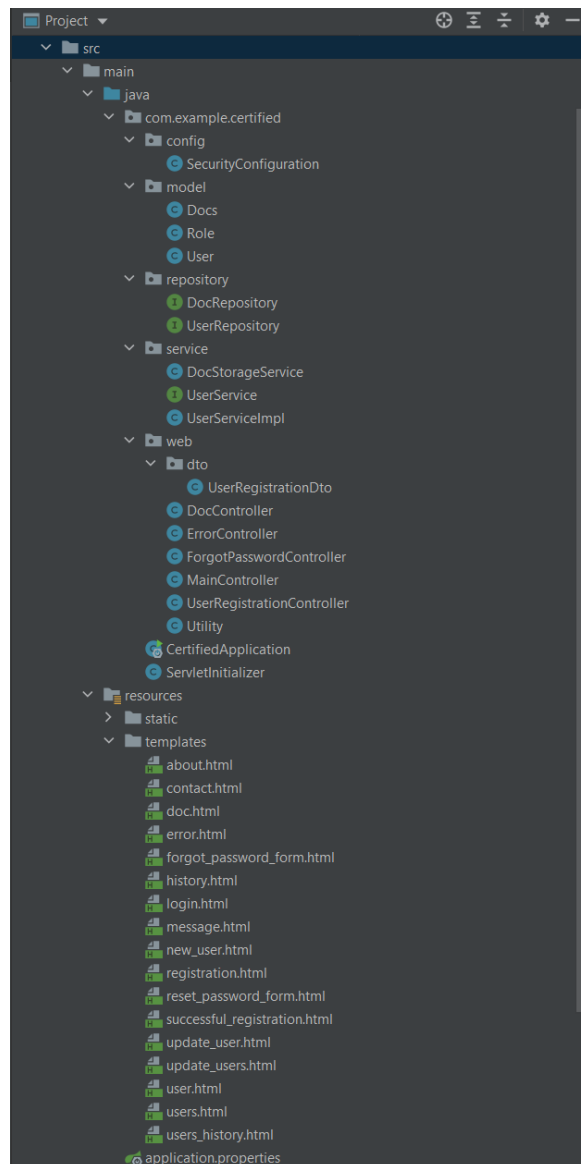 Project
src
main
java
com.example.certified
config
SecurityConfiguration
model
Docs
Role
User
repository
DocRepository
UserRepository
service
DocStorageService
UserService
UserServiceImpl
web
dto
UserRegistrationDto
DocController
ErrorController
ForgotPasswordController
MainController
UserRegistrationController
Utility
CertifiedApplication
ServletInitializer
resources
static
templates
about.html
contact.html
doc.html
error.html
forgot_password_form.html
history.html
login.html
message.html
new_user.html
registration.html
reset_password_form.html
successful_registration.html
update_user.html
update_users.html
user.html
users.html
users_history.html
application.properties